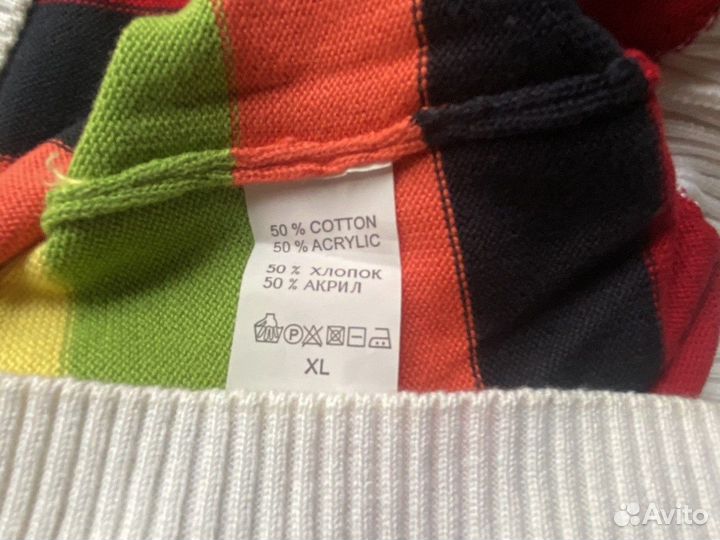 50 % COTTON
50 % ACRYLIC
50 % ХЛОПОК
50 % АКРИЛ
P
XL
Avito